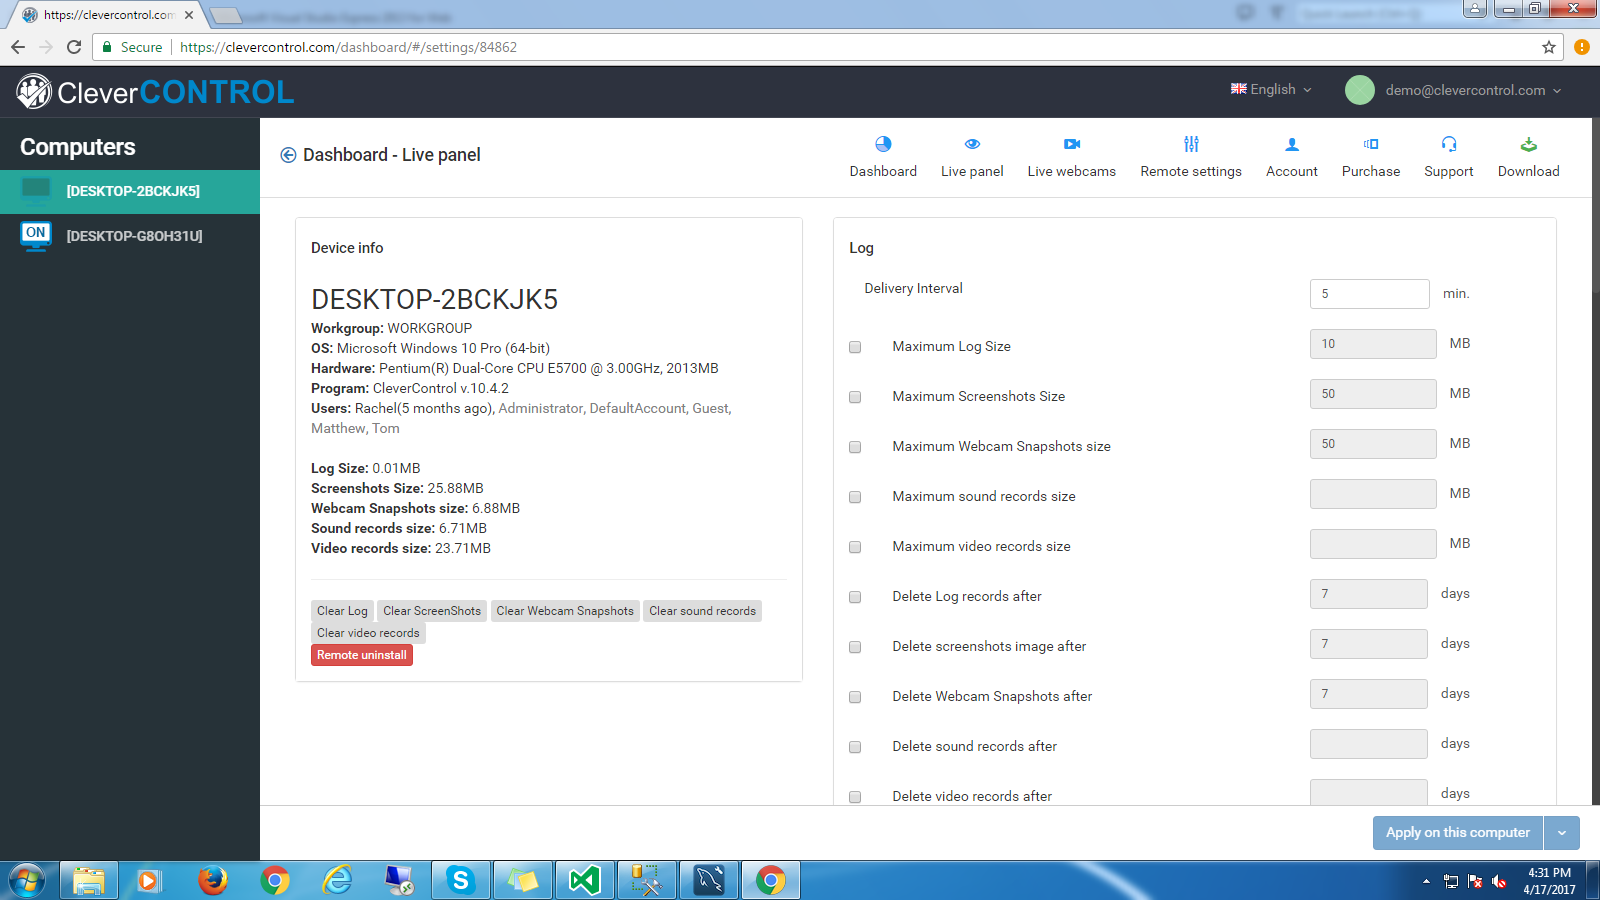 https://clevercontrol.com
Secure
https://clevercontrol.com/dashboard/#/settings/84862
CleverCONTROL
English
demo@clevercontrol.com
Computers
[DESKTOP-2BCKJK5]
ON
[DESKTOP-G8OH31U]
Dashboard - Live panel
Dashboard
Live panel
Live webcams
Remote settings
Account
Purchase
Support
Download
Device info
DESKTOP-2BCKJK5
Workgroup: WORKGROUP
OS: Microsoft Windows 10 Pro (64-bit)
Hardware: Pentium(R) Dual-Core CPU E5700 @ 3.00GHz, 2013MB
Program: CleverControl v.10.4.2
Users: Rachel(5 months ago), Administrator, DefaultAccount, Guest,
Matthew, Tom
Log Size: 0.01MB
Screenshots Size: 25.88MB
Webcam Snapshots size: 6.88MB
Sound records size: 6.71MB
Video records size: 23.71MB
Clear Log
Clear ScreenShots
Clear Webcam Snapshots
Clear sound records
Clear video records
Remote uninstall
Log
Delivery Interval 5 min.
Maximum Log Size 10 MB
Maximum Screenshots Size 50 MB
Maximum Webcam Snapshots size 50 MB
Maximum sound records size MB
Maximum video records size MB
Delete Log records after 7 days
Delete screenshots image after 7 days
Delete Webcam Snapshots after 7 days
Delete sound records after days
Delete video records after days
Apply on this computer
4:31 PM
4/17/2017